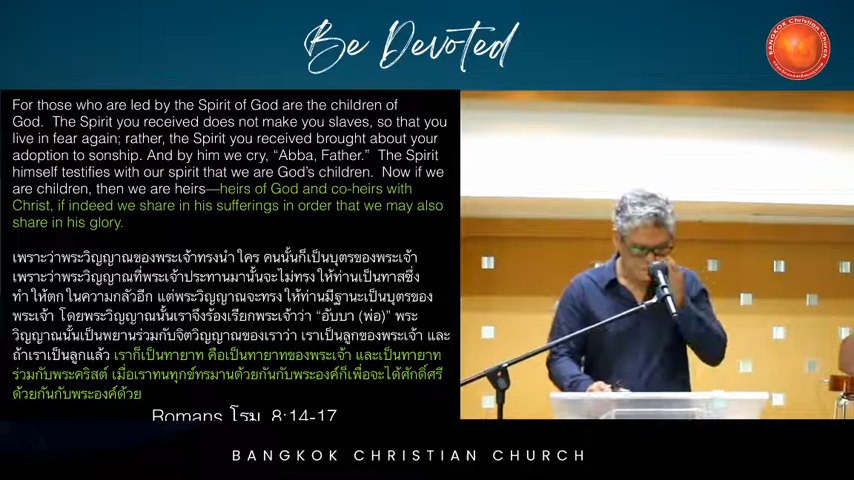 Be Devoted
BANGKOK Christian Church
For those who are led by the Spirit of God are the children of
God. The Spirit you received does not make you slaves, so that you
live in fear again; rather, the Spirit you received brought about your
adoption to sonship. And by him we cry, “Abba, Father.” The Spirit
himself testifies with our spirit that we are God’s children. Now if we
are children, then we are heirs—heirs of God and co-heirs with
Christ, if indeed we share in his sufferings in order that we may also
share in his glory.
เพราะว่าพระวิญญาณของพระเจ้าทรงนำ ใคร คนนั้นก็เป็นบุตรของพระเจ้า
เพราะว่าพระวิญญาณที่พระเจ้าประทานมานั้นจะไม่ทรง ให้ท่านเป็นทาสซึ่ง
ทำ ให้ตก ในความกลัวอีก แต่พระวิญญาณจะทรง ให้ท่านมีฐานะเป็นบุตรของ
พระเจ้า โดยพระวิญญาณนั้นเราจึงร้องเรียกพระเจ้าว่า “อับบา (พ่อ)” พระ
วิญญาณนั้นเป็นพยานร่วมกับจิตวิญญาณของเราว่า เราเป็นลูกของพระเจ้า และ
ถ้าเราเป็นลูกแล้ว เราก็เป็นทายาท คือเป็นทายาทของพระเจ้า และเป็นทายาท
ร่วมกับพระคริสต์ เมื่อเราทนทุกข์ทรมานด้วยกันกับพระองค์ก็เพื่อจะได้ศักดิ์ศรี
ด้วยกันกับพระองค์ด้วย
Romans โรม 8:14-17
BANGKOK CHRISTIAN CHURCH